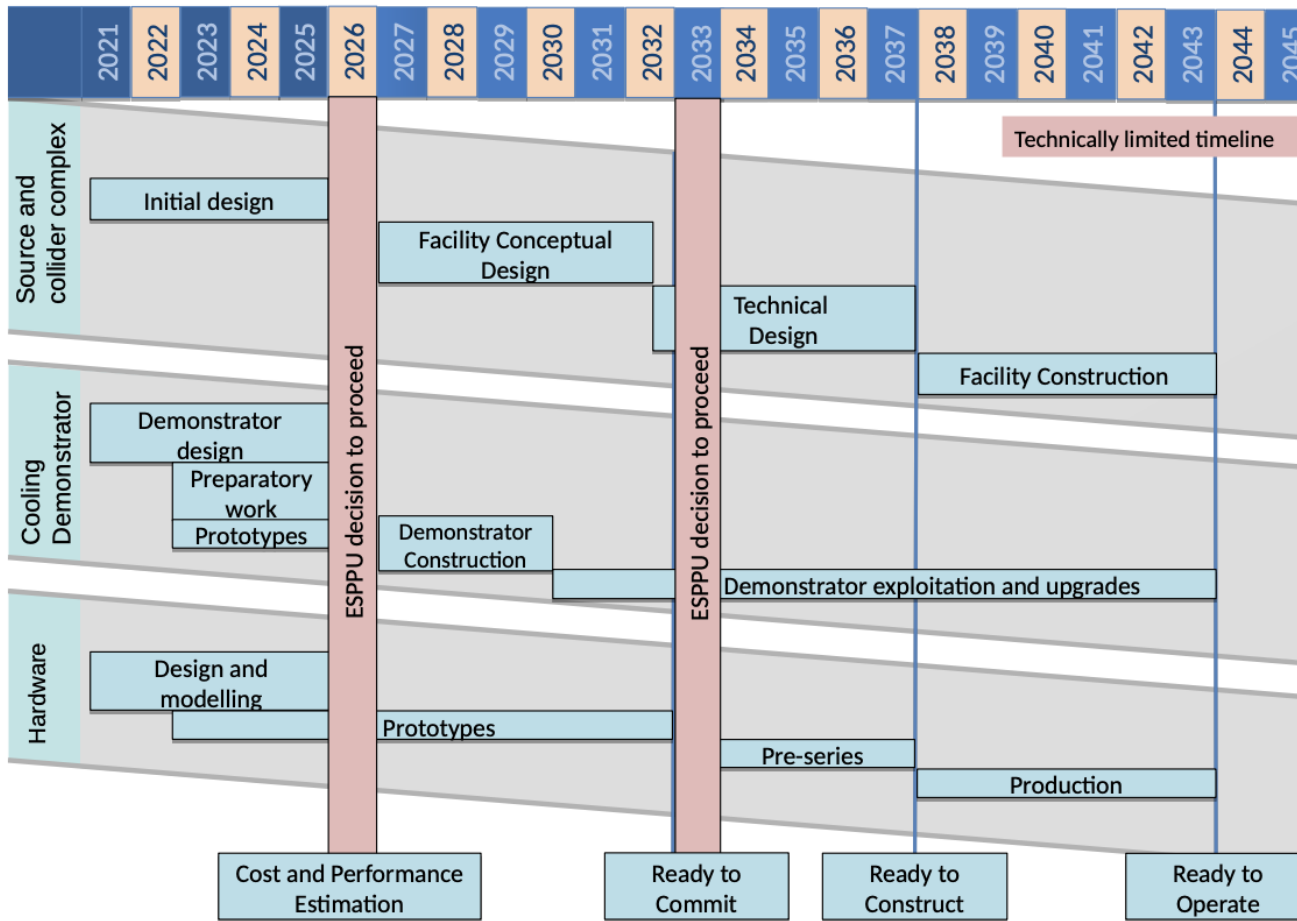 2021 2022 2023 2024 2025 2026 2027 2028 2029 2030 2031 2032 2033 2034 2035 2036 2037 2038 2039 2040 2041 2042 2043 2044 2045
Technically limited timeline
Source and
collider complex
Initial design
Facility Conceptual
Design
Technical
Design
Facility Construction
ESPPU decision to proceed
ESPPU decision to proceed
Cooling
Demonstrator
Demonstrator
design
Preparatory
work
Prototypes
Demonstrator
Construction
Demonstrator exploitation and upgrades
Hardware
Design and
modelling
Prototypes
Pre-series
Production
Cost and Performance
Estimation
Ready to
Commit
Ready to
Construct
Ready to
Operate